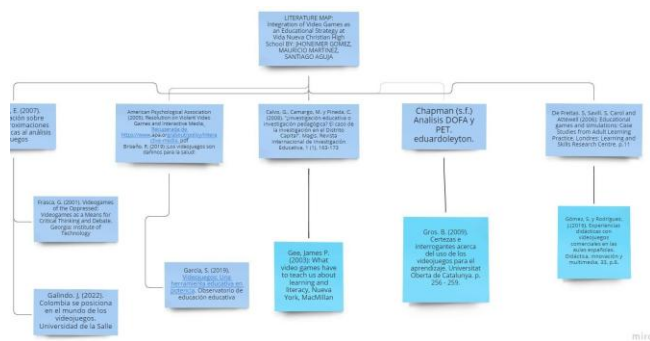 LITERATURE MAP:
Integration of Video Games as
an Educational Strategy at
Vida Nueva Christian High
School BY: JHONEMIER GOMEZ,
MAURICIO MARTINEZ,
SANTIAGO AGUJA
E. (2007).
ación sobre
oximaciones
icas al análisis
uegos
American Psychological Association
(2005). Resolution on Violent Video
Games and Interactive Media,
Recuperado de
pdf
Briseño, R. (2019) Los videojuegos son
dañinos para la salud
Calvo, G., Camargo, M. y Pineda, C.
(2008). "¿Investigación educativa o
investigación pedagógica? El caso de
la investigación en el Distrito
Capital". Magis, Revista
Internacional de Investigación
Educativa, 1 (1), 163-173
Chapman (s.f.)
Analisis DOFA y
PET.
eduardoleyton.
De Freitas, S, Savill, S, Carol and
Attewell (2006). Educational
games and simulations: Case
Studies from Adult Learning
Practice, Londres: Learning and
Skills Research Centre, p.11
Frasca, G. (2001). Videogames
of the Oppressed:
Videogames as a Means for
Critical Thinking and Debate,
Georgia: Institute of
Technology
Garcia, S. (2019).
Videojuegos: Una
herramienta educativa en
potencia. Observatorio de
educación educativa
Gee, James P.
(2003): What
video games have
to teach us about
learning and
literacy, Nueva
York, MacMillan
Gros, B. (2009).
Certezas e
interrogantes acerca
del uso de los
videojuegos para el
aprendizaje. Universitat
Oberta de Catalunya. p.
256 - 259.
Gómez, S. y Rodríguez,
Experiencias
didácticas con
videojuegos
comerciales en las
aulas españolas.
Didáctica, innovación y
multimedia, 33, p.6.
Galindo. J. (2022).
Colombia se posiciona
en el mundo de los
videojuegos.
Universidad de la Salle
miro